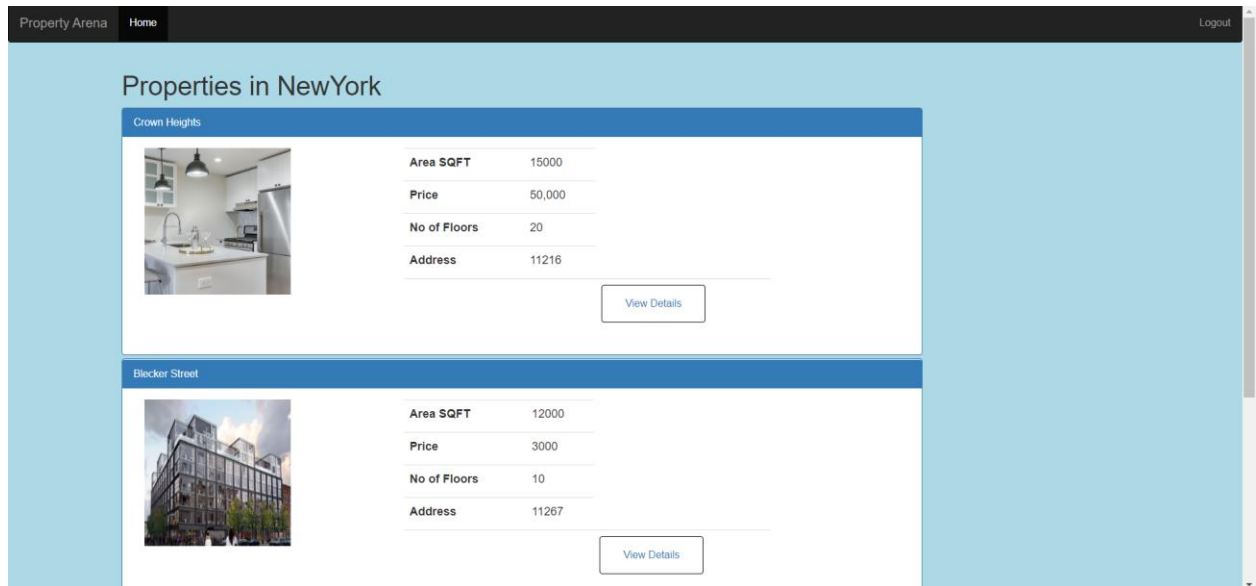 Property Arena Home Logout
Properties in NewYork
Crown Heights
Area SQFT 15000
Price 50,000
No of Floors 20
Address 11216
View Details
Blecker Street
Area SQFT 12000
Price 3000
No of Floors 10
Address 11267
View Details